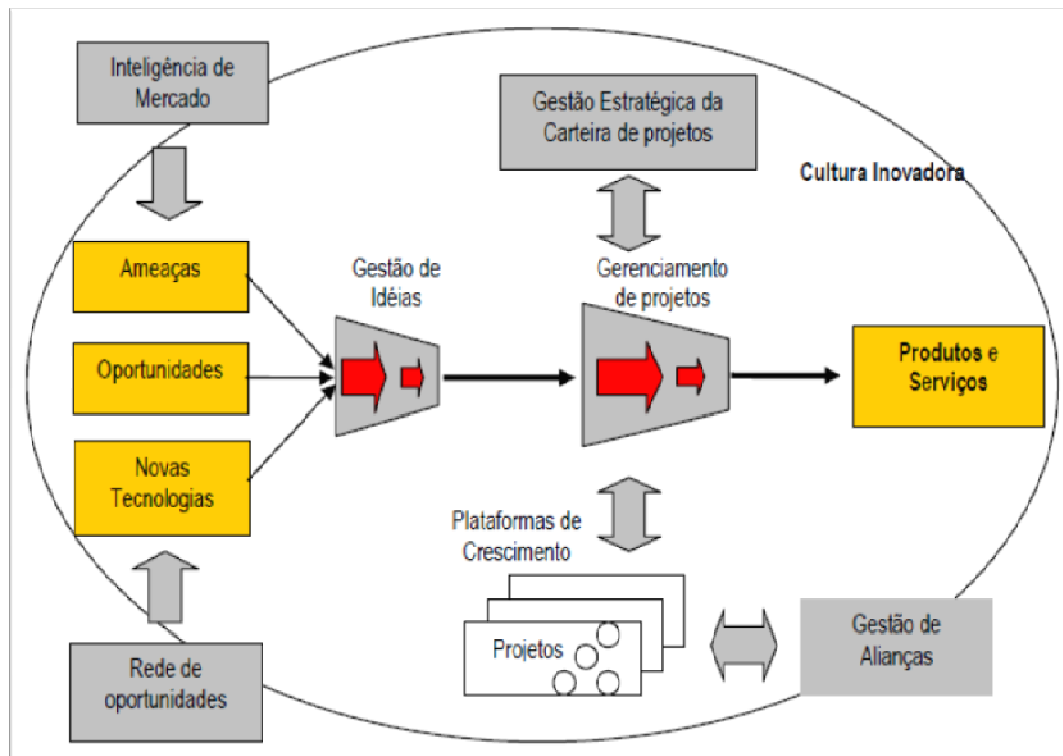 Inteligência de
Mercado
Gestão Estratégica da
Carteira de projetos
Cultura Inovadora
Ameaças
Gestão de
Idéias
Gerenciamento
de projetos
Oportunidades
Produtos e
Serviços
Novas
Tecnologias
Plataformas de
Crescimento
Projetos
Gestão de
Alianças
Rede de
oportunidades